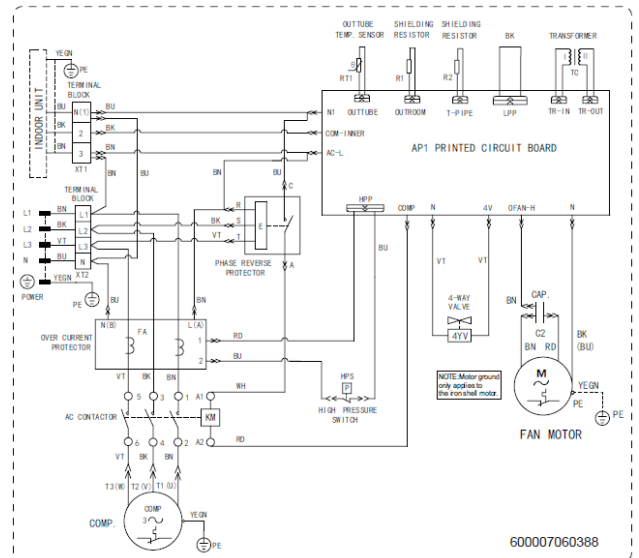 OUTTUBE
TEMP. SENSOR
SHIELDING
RESISTOR
SHIELDING
RESISTOR
BK
TRANSFORMER
θ
RT1
R1
R2
I
II
TC
YEGN
PE
INDOOR UNIT
TERMINAL
BLOCK
BU
N(1)
BU
BK
2
BK
BN
3
BN
XT1
BN
BU
N1
COM-INNER
AC-L
OUTTUBE
OUTROOM
T-PIPE
LPP
TR-IN
TR-OUT
AP1 PRINTED CIRCUIT BOARD
HPP
COMP
N
4V
OFAN-H
N
BN
BU
C
TERMINAL
BLOCK
L1
BN
L1
L2
BK
L2
L3
VT
L3
N
BU
N
XT2
YEGN
POWER
PE
R
BK
S
VT
T
E
PHASE REVERSE
PROTECTOR
A
BU
BN
BU
N(B)
FA
L(A)
OVER CURRENT
PROTECTOR
1
RD
2
BU
VT
BK
BN
WH
HPS
P
HIGH PRESSURE
SWITCH
VT
VT
4-WAY
VALVE
4YV
BN
CAP.
C2
BN
RD
BK
(BU)
NOTE:Motor ground
only applies to
the iron shell motor.
M
YEGN
PE
PE
FAN MOTOR
5
3
1
A1
AC CONTACTOR
KM
6
4
2
A2
RD
VT
BK
BN
T3(W)
T2(V)
T1(U)
COMP
3
COMP.
YEGN
PE
600007060388